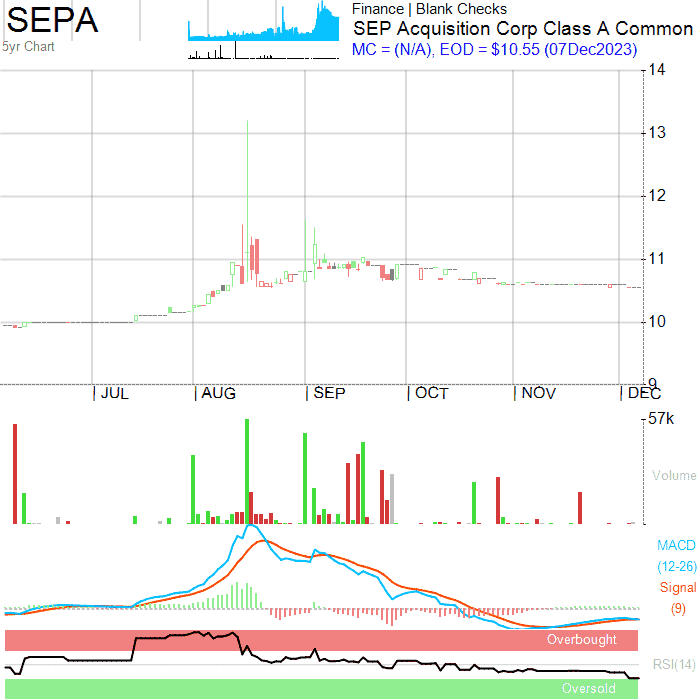 SEPA
Finance | Blank Checks
SEP Acquisition Corp Class A Common
5yr Chart
MC = (N/A), EOD = $10.55 (07Dec2023)
14
13
12
11
10
9
JUL
AUG
SEP
OCT
NOV
DEC
57k
Volume
MACD
(12-26)
Signal
(9)
Overbought
RSI(14)
Oversold